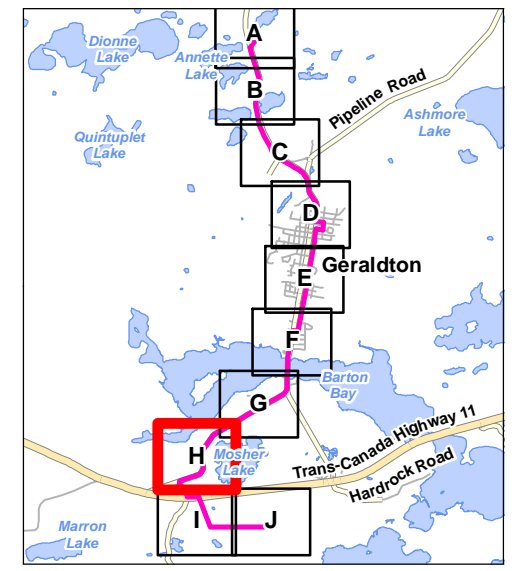 A
Dionne
Lake
Annette
Lake
B
Pipeline Road
Ashmore
Lake
Quintuplet
Lake
C
D
Geraldton
E
F
Barton
Bay
G
Trans-Canada Highway 11
H
Mosher
Lake
Hardrock Road
I
J
Marron
Lake